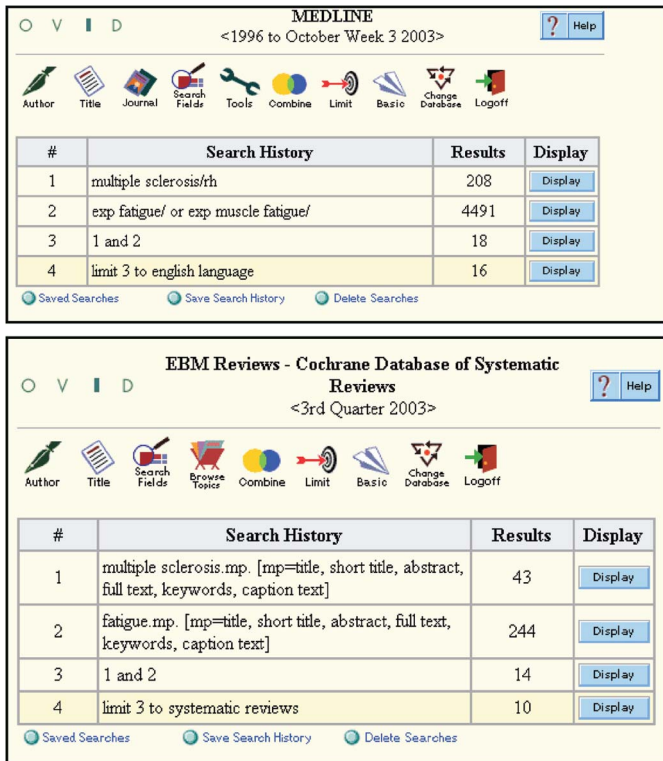 O V I D
MEDLINE
<1996 to October Week 3 2003>
? Help
Author Title Journal Search Fields Tools Combine Limit Basic Change Database Logoff
# Search History Results Display
1 multiple sclerosis/rh 208 Display
2 exp fatigue/ or exp muscle fatigue/ 4491 Display
3 1 and 2 18 Display
4 limit 3 to english language 16 Display
Saved Searches Save Search History Delete Searches
EBM Reviews - Cochrane Database of Systematic
O V I D
Reviews
? Help
<3rd Quarter 2003>
Author Title Search Fields Browse Topics Combine Limit Basic Change Database Logoff
# Search History Results Display
1 multiple sclerosis.mp. [mp=title, short title, abstract,
full text, keywords, caption text] 43 Display
2 fatigue.mp. [mp=title, short title, abstract, full text,
keywords, caption text] 244 Display
3 1 and 2 14 Display
4 limit 3 to systematic reviews 10 Display
Saved Searches Save Search History Delete Searches